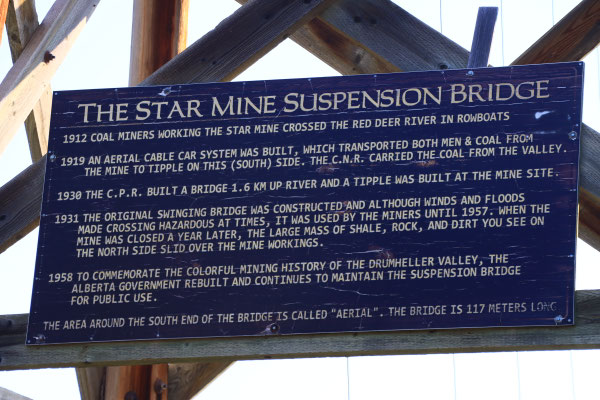 THE STAR MINE SUSPENSION BRIDGE
1912 COAL MINERS WORKING THE STAR MINE CROSSED THE RED DEER RIVER IN ROWBOATS
1919 AN AERIAL CABLE CAR SYSTEM WAS BUILT, WHICH TRANSPORTED BOTH MEN & COAL FROM
THE MINE TO TIPPLE ON THIS (SOUTH) SIDE. THE C.N.R. CARRIED THE COAL FROM THE VALLEY.
1930 THE C.P.R. BUILT A BRIDGE 1.6 KM UP RIVER AND A TIPPLE WAS BUILT AT THE MINE SITE.
1931 THE ORIGINAL SWINGING BRIDGE WAS CONSTRUCTED AND ALTHOUGH WINDS AND FLOODS
MADE CROSSING HAZARDOUS AT TIMES, IT WAS USED BY THE MINERS UNTIL 1957. WHEN THE
MINE WAS CLOSED A YEAR LATER, THE LARGE MASS OF SHALE, ROCK, AND DIRT YOU SEE ON
THE NORTH SIDE SLID OVER THE MINE WORKINGS.
1958 TO COMMEMORATE THE COLORFUL MINING HISTORY OF THE DRUMHELLER VALLEY, THE
ALBERTA GOVERNMENT REBUILT AND CONTINUES TO MAINTAIN THE SUSPENSION BRIDGE
FOR PUBLIC USE.
THE AREA AROUND THE SOUTH END OF THE BRIDGE IS CALLED "AERIAL". THE BRIDGE IS 117 METERS LONG